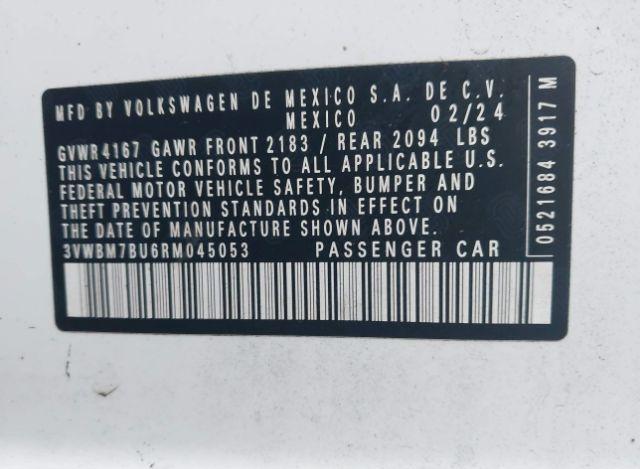 MFD BY VOLKSWAGEN DE MEXICO S.A. DE C.V.
MEXICO 02/24
GVWR4167 GAWR FRONT 2183 / REAR 2094 LBS
THIS VEHICLE CONFORMS TO ALL APPLICABLE U.S.
FEDERAL MOTOR VEHICLE SAFETY, BUMPER AND
THEFT PREVENTION STANDARDS IN EFFECT ON
THE DATE OF MANUFACTURE SHOWN ABOVE.
3VWBM7BU6RM045053 PASSENGER CAR
0521684 3917 M